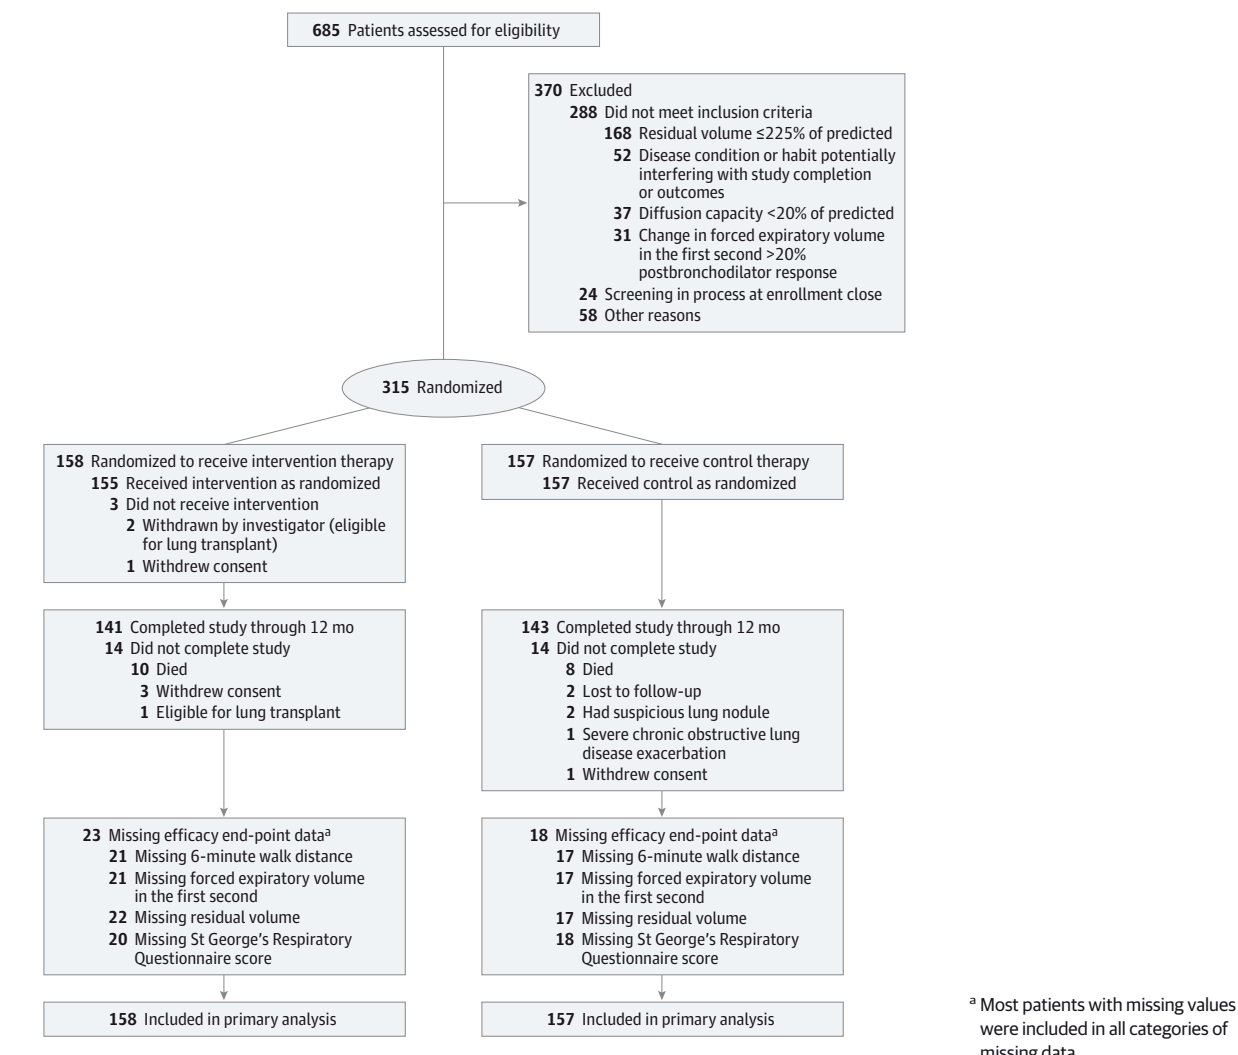 685 Patients assessed for eligibility
370 Excluded
288 Did not meet inclusion criteria
168 Residual volume ≤225% of predicted
52 Disease condition or habit potentially
interfering with study completion
or outcomes
37 Diffusion capacity <20% of predicted
31 Change in forced expiratory volume
in the first second >20%
postbronchodilator response
24 Screening in process at enrollment close
58 Other reasons
315 Randomized
158 Randomized to receive intervention therapy
155 Received intervention as randomized
3 Did not receive intervention
2 Withdrawn by investigator (eligible
for lung transplant)
1 Withdrew consent
157 Randomized to receive control therapy
157 Received control as randomized
141 Completed study through 12 mo
14 Did not complete study
10 Died
3 Withdrew consent
1 Eligible for lung transplant
143 Completed study through 12 mo
14 Did not complete study
8 Died
2 Lost to follow-up
2 Had suspicious lung nodule
1 Severe chronic obstructive lung
disease exacerbation
1 Withdrew consent
23 Missing efficacy end-point dataᵃ
21 Missing 6-minute walk distance
21 Missing forced expiratory volume
in the first second
22 Missing residual volume
20 Missing St George's Respiratory
Questionnaire score
18 Missing efficacy end-point dataᵃ
17 Missing 6-minute walk distance
17 Missing forced expiratory volume
in the first second
17 Missing residual volume
18 Missing St George's Respiratory
Questionnaire score
158 Included in primary analysis
157 Included in primary analysis
ᵃ Most patients with missing values
were included in all categories of
missing data